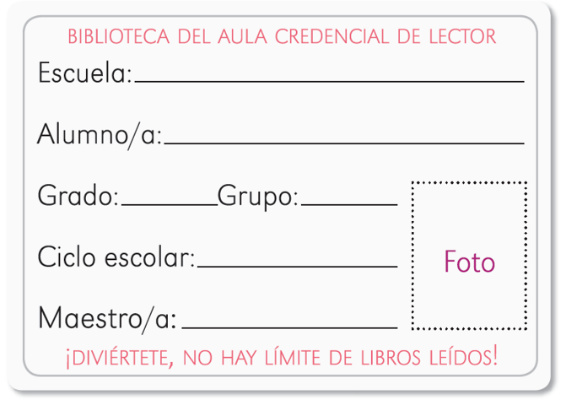 BIBLIOTECA DEL AULA CREDENCIAL DE LECTOR
Escuela:
Alumno/a:
Grado: Grupo:
Ciclo escolar:
Foto
Maestro/a:
¡DIVIÉRTETE, NO HAY LÍMITE DE LIBROS LEÍDOS!